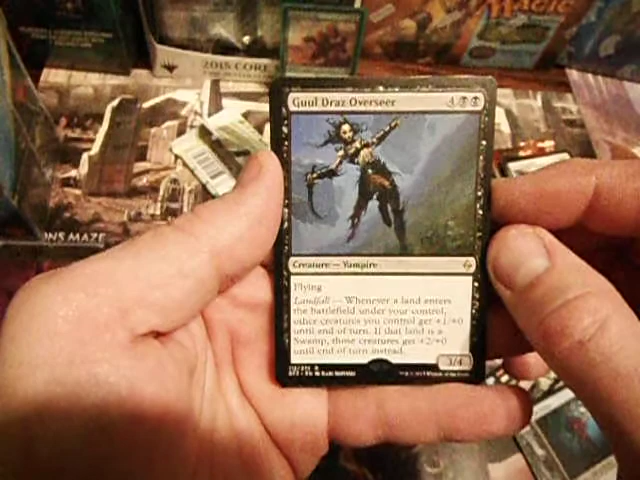 2015 CORE
MAGIC
Guul Draz Overseer 4
Creature — Vampire
Flying
Landfall — Whenever a land enters
the battlefield under your control,
other creatures you control get +1/+0
until end of turn. If that land is a
Swamp, those creatures get +2/+0
until end of turn instead.
3/4
ONS MAZE